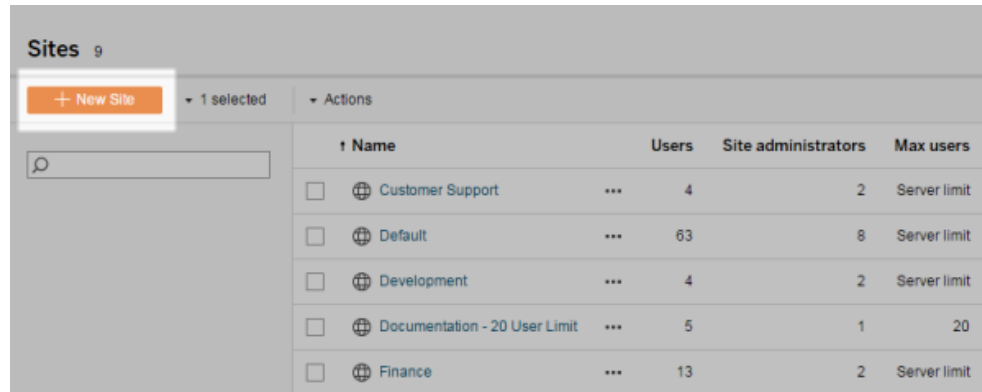 Sites 9
+ New Site 1 selected Actions
↑ Name Users Site administrators Max users
Customer Support ••• 4 2 Server limit
Default ••• 63 8 Server limit
Development ••• 4 2 Server limit
Documentation - 20 User Limit ••• 5 1 20
Finance ••• 13 2 Server limit